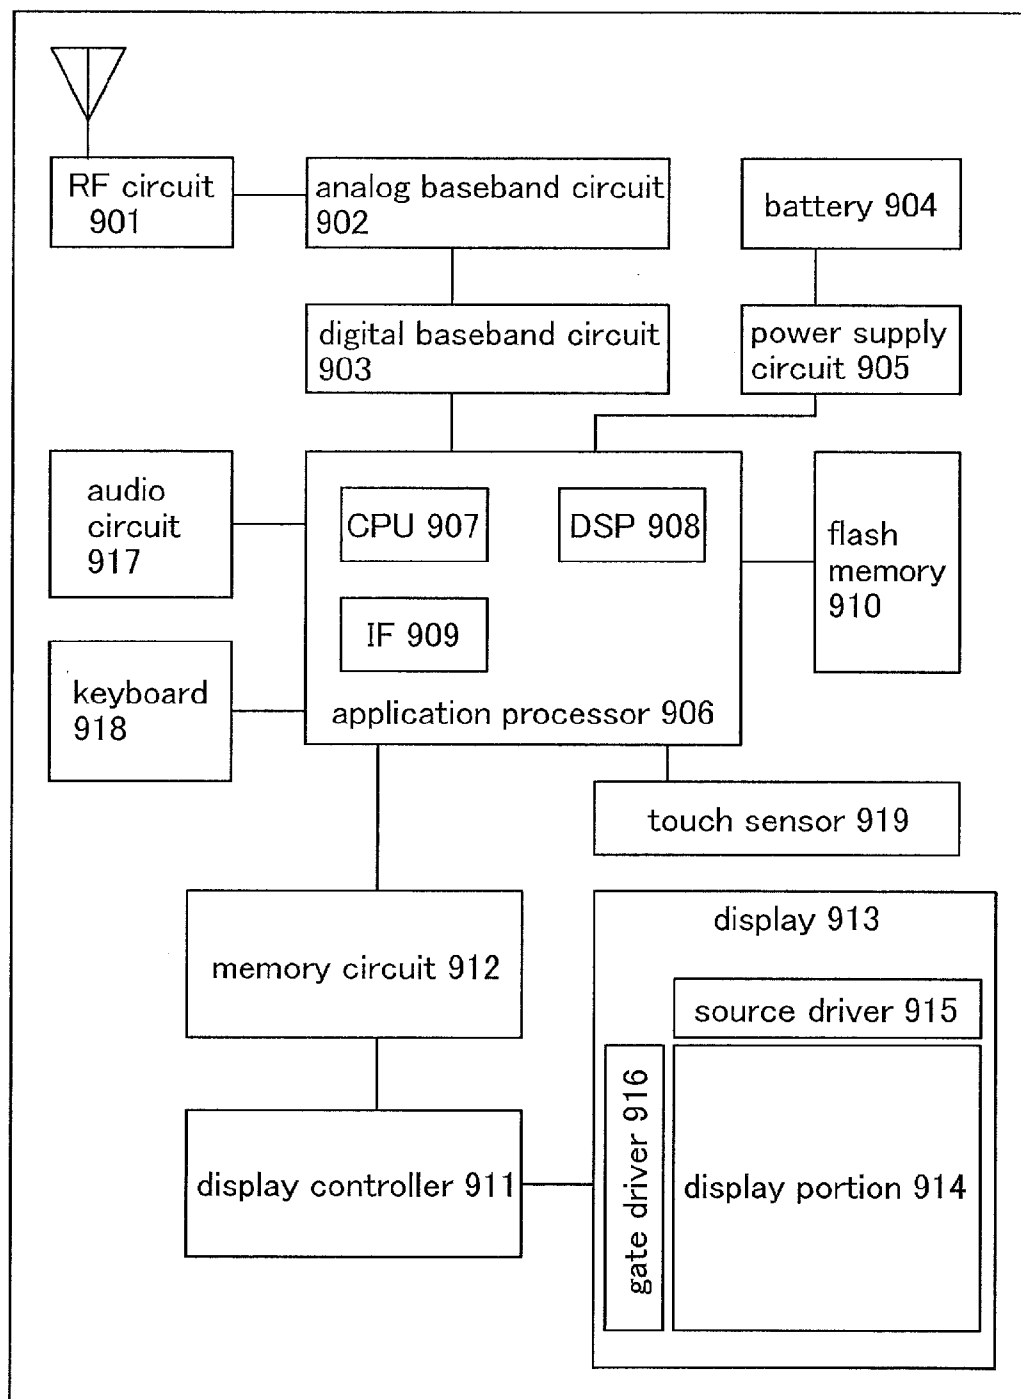 RF circuit
901
analog baseband circuit
902
battery 904
digital baseband circuit
903
power supply
circuit 905
audio
circuit
917
CPU 907
DSP 908
flash
memory
910
IF 909
keyboard
918
application processor 906
touch sensor 919
memory circuit 912
display 913
source driver 915
gate driver 916
display controller 911
display portion 914